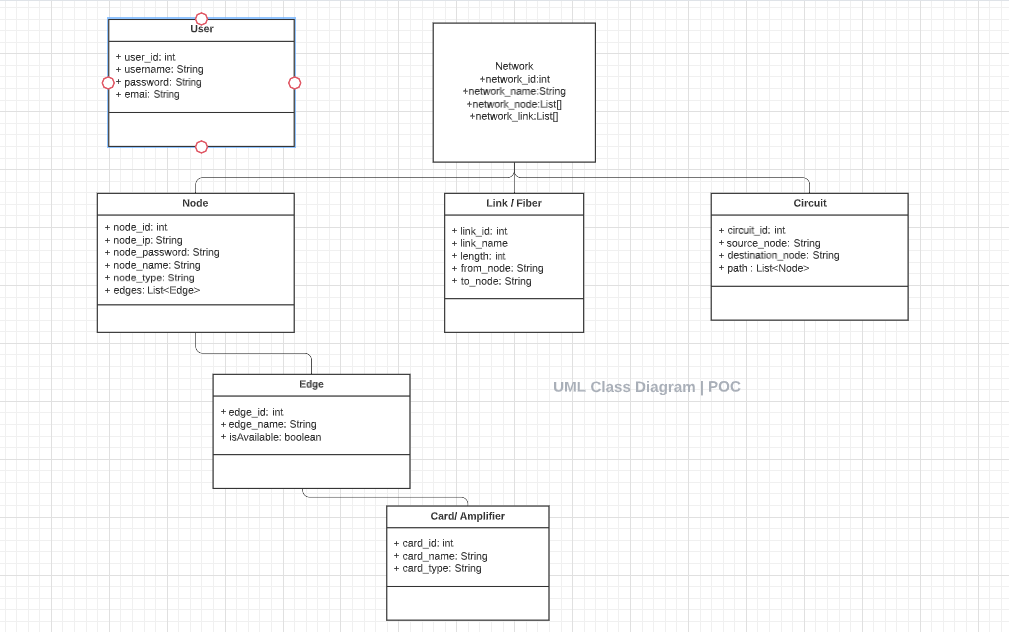 User
+ user_id: int
+ username: String
+ password: String
+ emai: String
Network
+network_id:int
+network_name:String
+network_node:List[]
+network_link:List[]
Node
+ node_id: int
+ node_ip: String
+ node_password: String
+ node_name: String
+ node_type: String
+ edges: List<Edge>
Link / Fiber
+ link_id: int
+ link_name
+ length: int
+ from_node: String
+ to_node: String
Circuit
+ circuit_id: int
+ source_node: String
+ destination_node: String
+ path : List<Node>
Edge
+ edge_id: int
+ edge_name: String
+ isAvailable: boolean
UML Class Diagram | POC
Card/ Amplifier
+ card_id: int
+ card_name: String
+ card_type: String